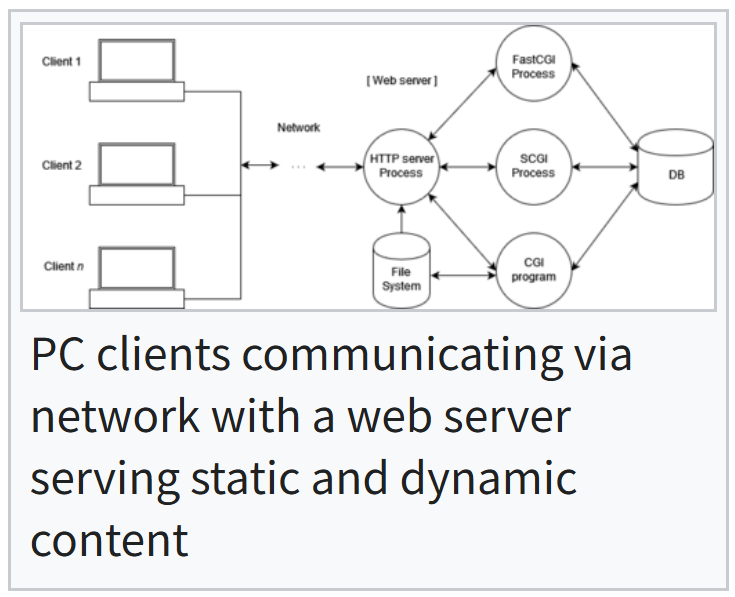 Client 1
Client 2
Client n
Network
...
[ Web server ]
HTTP server
Process
File
System
FastCGI
Process
SCGI
Process
CGI
program
DB
PC clients communicating via
network with a web server
serving static and dynamic
content